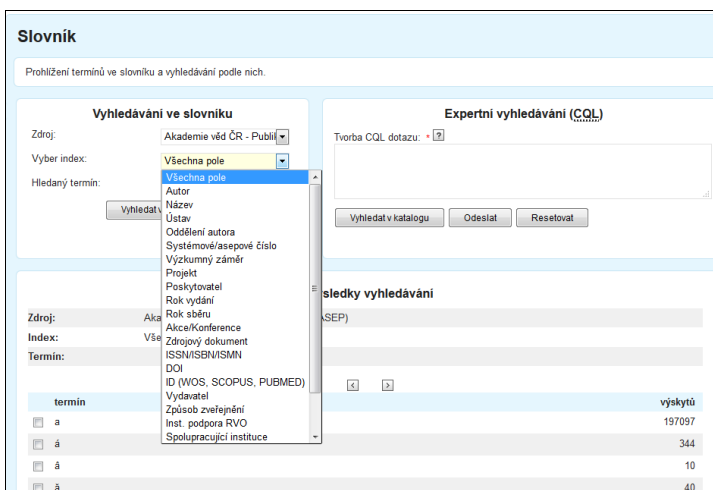 Slovník
Prohlížení termínů ve slovníku a vyhledávání podle nich.
Vyhledávání ve slovníku
Zdroj:
Akademie věd ČR - Publik
Vyber index:
Všechna pole
Hledaný termín:
Vyhledat v
Všechna pole
Autor
Název
Ústav
Oddělení autora
Systémové/asepové číslo
Výzkumný záměr
Projekt
Poskytovatel
Rok vydání
Rok sběru
Akce/Konference
Zdrojový dokument
ISSN/ISBN/ISMN
DOI
ID (WOS, SCOPUS, PUBMED)
Vydavatel
Způsob zveřejnění
Inst. podpora RVO
Spolupracující instituce
Expertní vyhledávání (CQL)
Tvorba CQL dotazu: * ?
Vyhledat v katalogu Odeslat Resetovat
sledky vyhledávání
Zdroj: Aka ASEP)
Index: Vše
Termín:
< >
termín výskytů
a 197097
á 344
â 10
ă 40